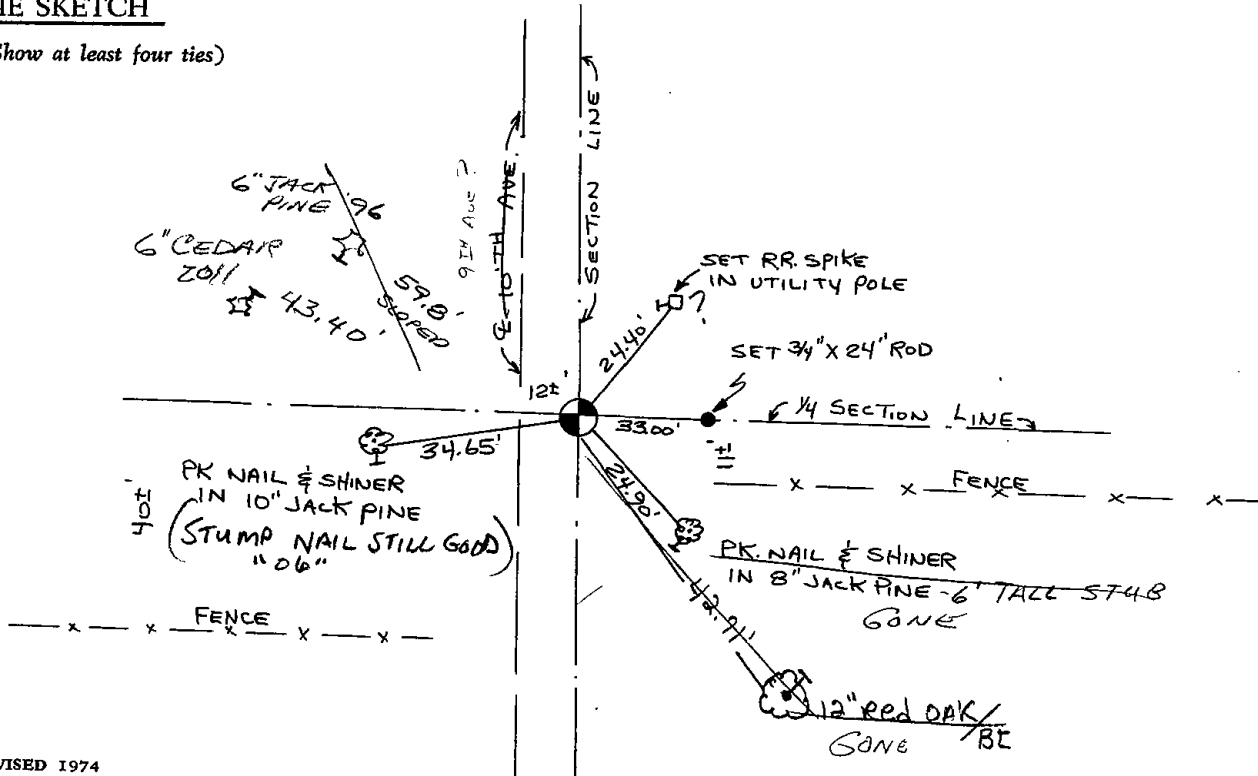 HE SKETCH
Show at least four ties)
6" JACK
PINE '96
6" CEDAR
2011
43.40'
59.8'
SLOPED
9TH AVE ?
℄ 10'TH AVE.
SECTION LINE
SET RR. SPIKE
IN UTILITY POLE
?
24.40'
SET 3/4" X 24" ROD
12±'
33.00'
1/4 SECTION LINE
34.65'
FENCE
PK NAIL & SHINER
IN 10" JACK PINE
(STUMP NAIL STILL GOOD)
"06"
40±'
24.90'
PK. NAIL & SHINER
IN 8" JACK PINE - 6' TALL STUB
GONE
FENCE
42.71'
12" Red OAK/
BT
GONE
VISED 1974